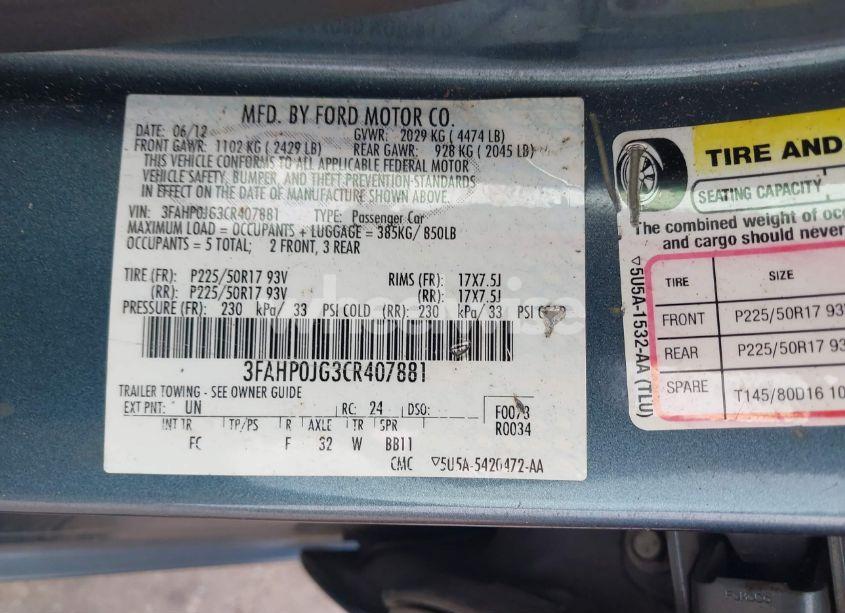 MFD. BY FORD MOTOR CO.
DATE: 06/12 GVWR: 2029 KG ( 4474 LB)
FRONT GAWR: 1102 KG ( 2429 LB) REAR GAWR: 928 KG ( 2045 LB)
THIS VEHICLE CONFORMS TO ALL APPLICABLE FEDERAL MOTOR
VEHICLE SAFETY, BUMPER, AND THEFT PREVENTION STANDARDS
IN EFFECT ON THE DATE OF MANUFACTURE SHOWN ABOVE.
VIN: 3FAHP0JG3CR407881 TYPE: Passenger Car
MAXIMUM LOAD = OCCUPANTS + LUGGAGE = 385KG/ 850LB
OCCUPANTS = 5 TOTAL; 2 FRONT, 3 REAR
TIRE (FR): P225/50R17 93V RIMS (FR): 17X7.5J
(RR): P225/50R17 93V (RR): 17X7.5J
PRESSURE (FR): 230 kPa/ 33 PSI COLD (RR): 230 kPa/ 33 PSI
3FAHP0JG3CR407881
TRAILER TOWING - SEE OWNER GUIDE
EXT PNT: UN RC: 24 DSO: F0073
R0034
INT TR TP/PS R AXLE TR SPR
FC F 32 W BB11
CMC ▽5U5A-5420472-AA
TIRE AND
SEATING CAPACITY
The combined weight of occ
and cargo should never
TIRE SIZE
FRONT P225/50R17 93V
REAR P225/50R17 93
SPARE T145/80D16 10
▽5U5A-1532-AA (TLU)